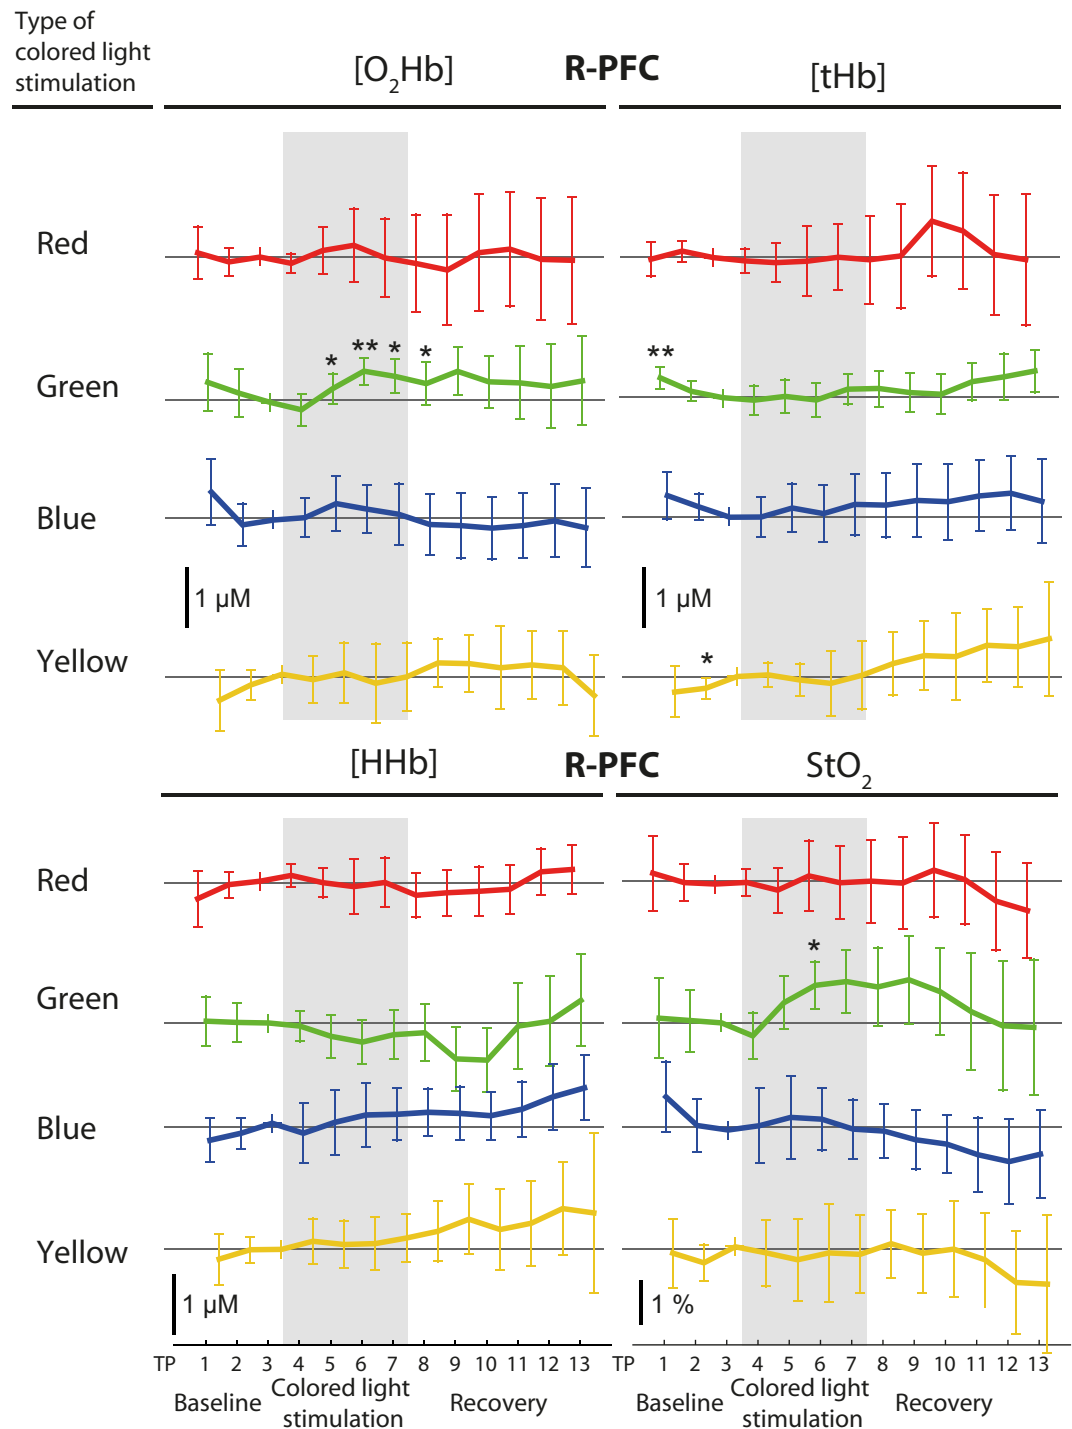 Type of
colored light
stimulation
[O₂Hb] R-PFC [tHb]
Red
Green
* ** * *
**
Blue
1 µM 1 µM
Yellow
*
[HHb] R-PFC StO₂
Red
Green
*
Blue
Yellow
1 µM 1 %
TP 1 2 3 4 5 6 7 8 9 10 11 12 13 TP 1 2 3 4 5 6 7 8 9 10 11 12 13
Baseline Colored light stimulation Recovery Baseline Colored light stimulation Recovery